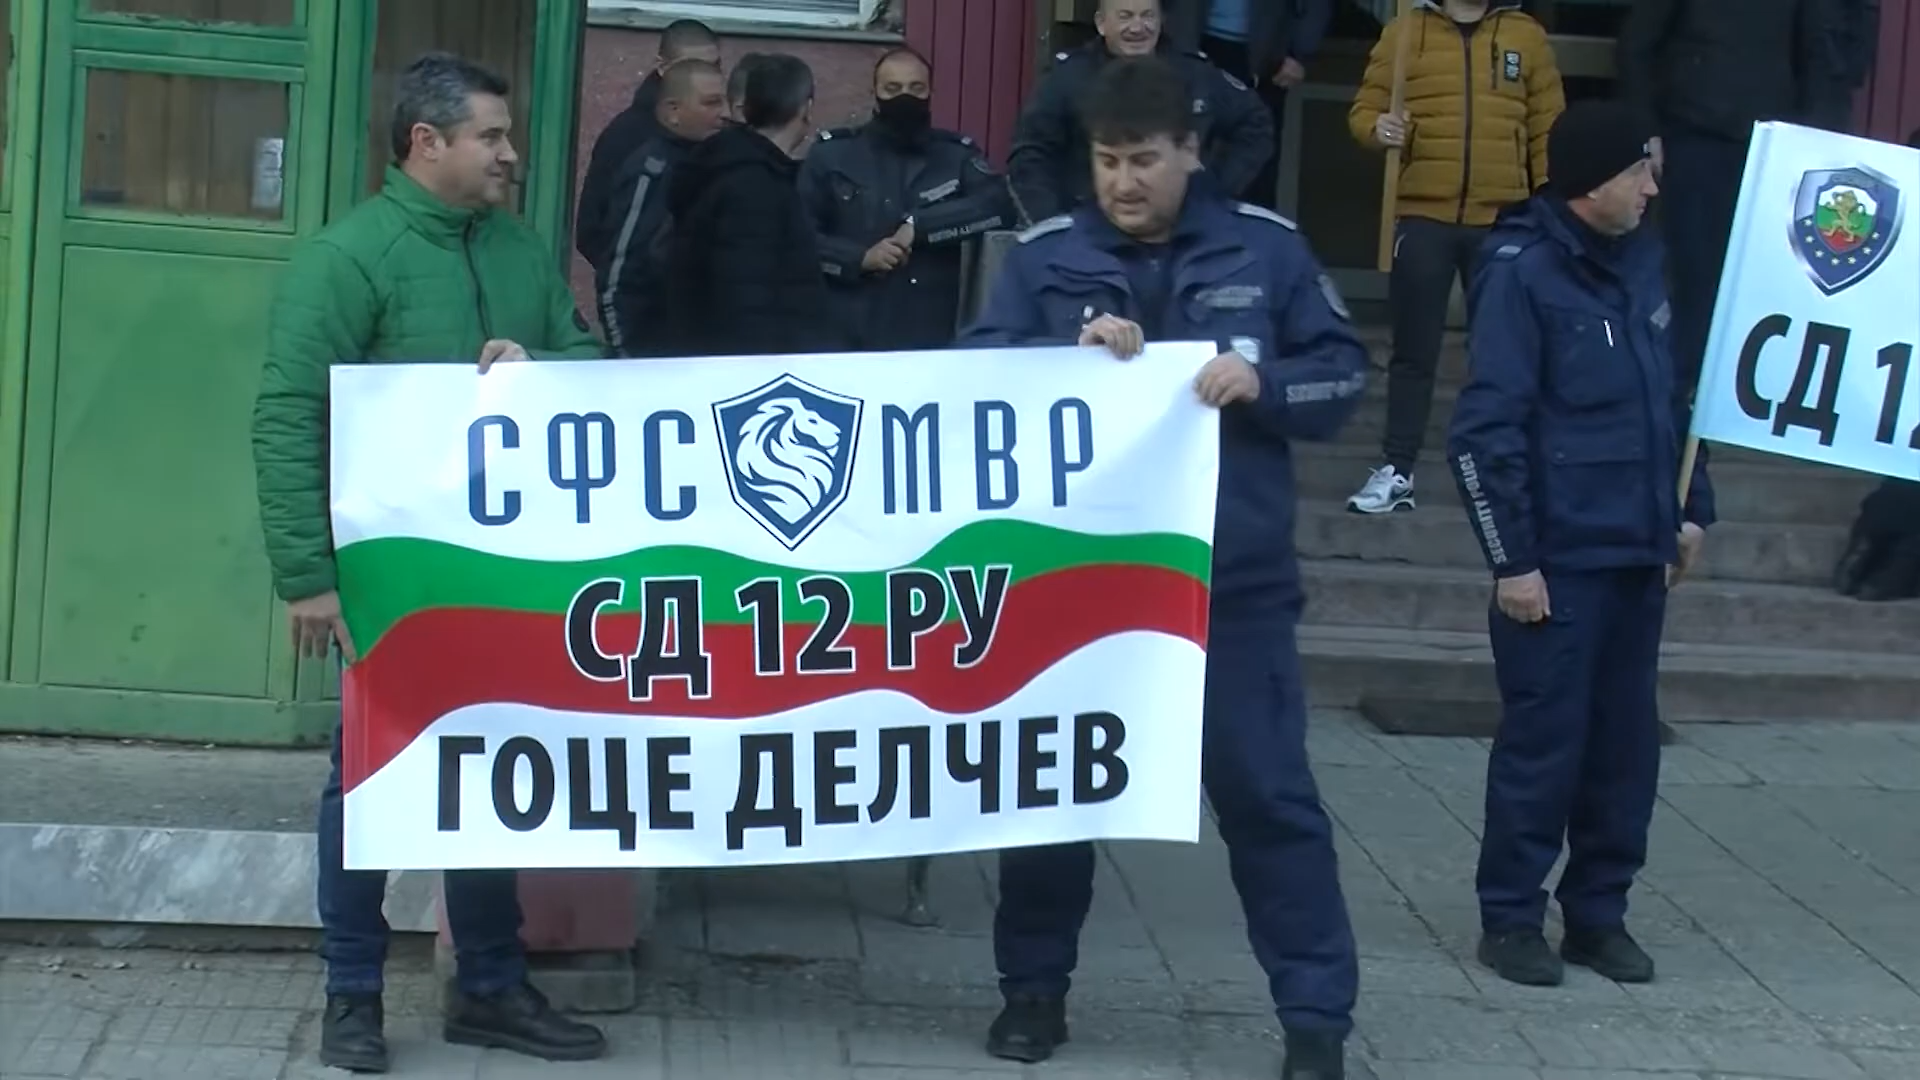 СФС МВР
СД 12 РУ
ГОЦЕ ДЕЛЧЕВ
СД 12
SECURITY POLICE